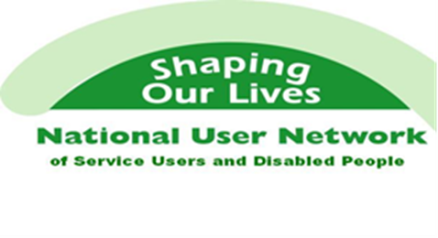 Shaping
Our Lives
National User Network
of Service Users and Disabled People